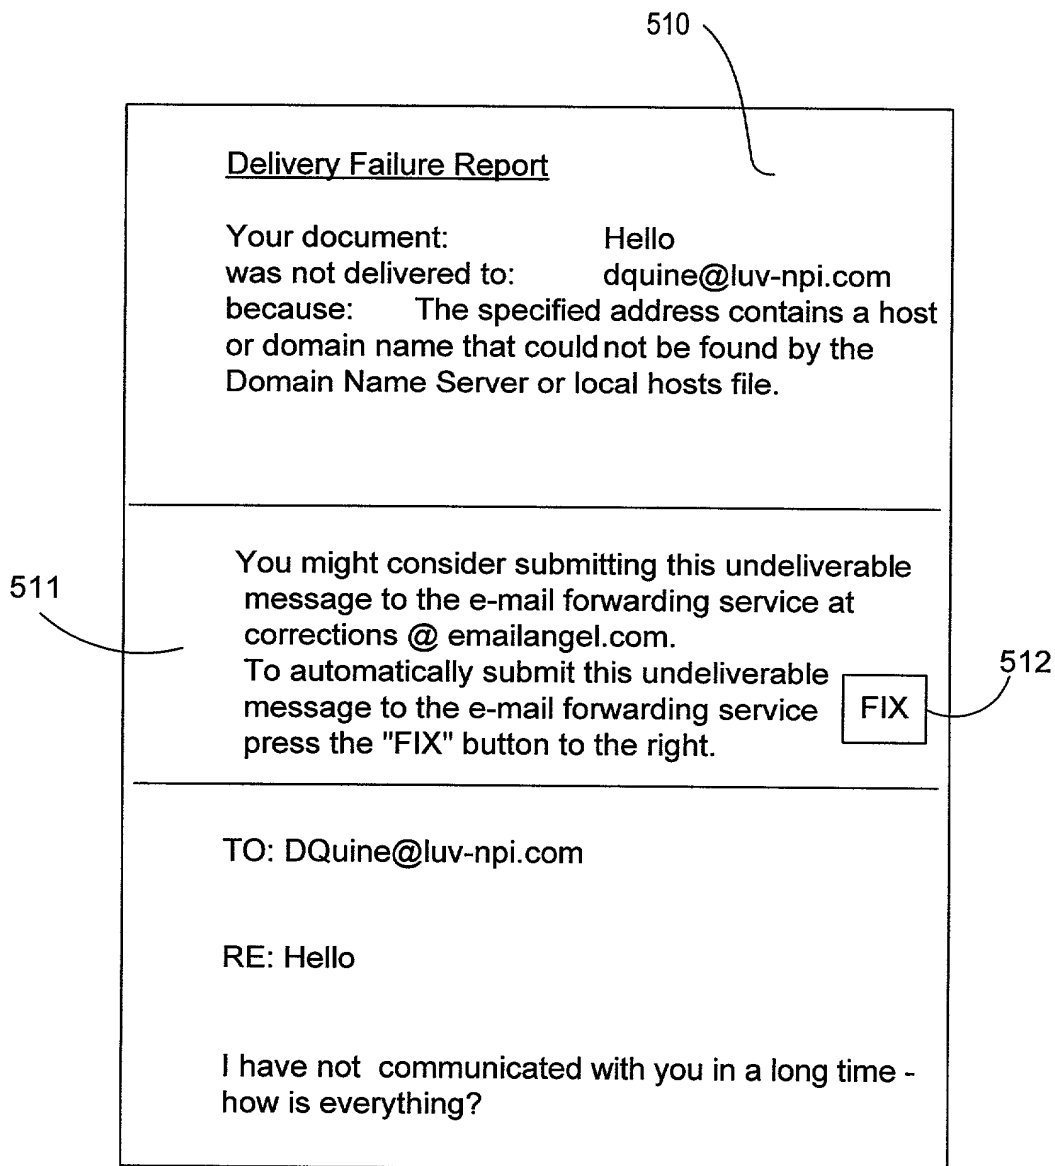 510
Delivery Failure Report
Your document: Hello
was not delivered to: dquine@luv-npi.com
because: The specified address contains a host
or domain name that could not be found by the
Domain Name Server or local hosts file.
511
You might consider submitting this undeliverable
message to the e-mail forwarding service at
corrections @ emailangel.com.
To automatically submit this undeliverable
message to the e-mail forwarding service
press the "FIX" button to the right.
FIX
512
TO: DQuine@luv-npi.com
RE: Hello
I have not communicated with you in a long time -
how is everything?